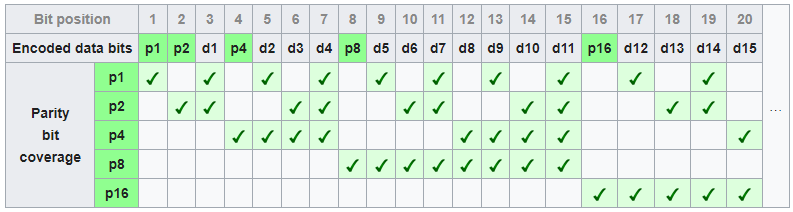 Bit position 1 2 3 4 5 6 7 8 9 10 11 12 13 14 15 16 17 18 19 20
Encoded data bits p1 p2 d1 p4 d2 d3 d4 p8 d5 d6 d7 d8 d9 d10 d11 p16 d12 d13 d14 d15
Parity
bit
coverage
p1 ✓ ✓ ✓ ✓ ✓ ✓ ✓ ✓ ✓ ✓
p2 ✓ ✓ ✓ ✓ ✓ ✓ ✓ ✓ ✓ ✓
p4 ✓ ✓ ✓ ✓ ✓ ✓ ✓ ✓ ✓
p8 ✓ ✓ ✓ ✓ ✓ ✓ ✓ ✓
p16 ✓ ✓ ✓ ✓ ✓
...